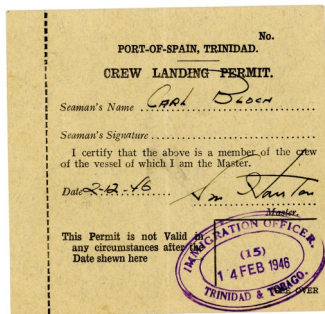 No.
PORT-OF-SPAIN, TRINIDAD.
CREW LANDING PERMIT.
Seaman's Name CARL BLOCH
Seaman's Signature
I certify that the above is a member of the crew
of the vessel of which I am the Master.
Date 2-12-46
Master.
This Permit is not Valid in
any circumstances after the
Date shewn here
IMMIGRATION OFFICER.
(15)
14 FEB 1946
TRINIDAD & TOBAGO.
OVER